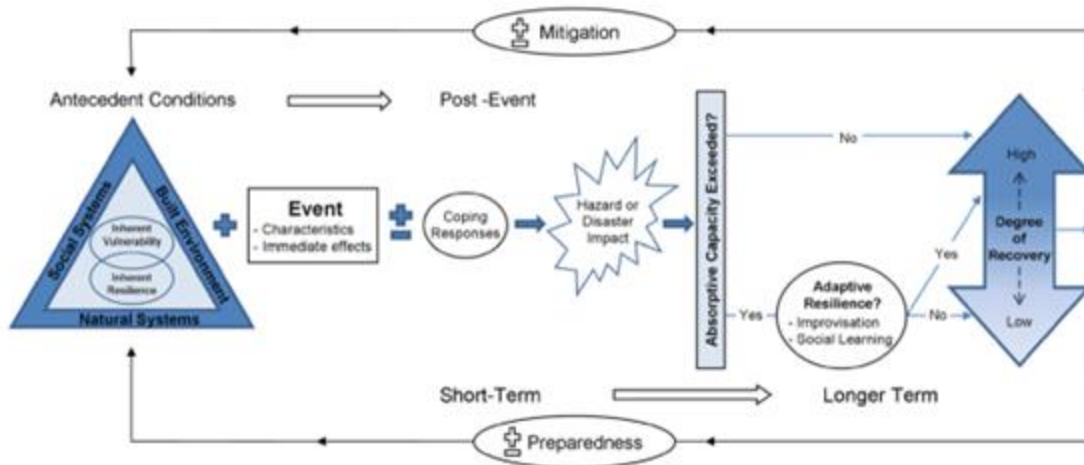 ± Mitigation
Antecedent Conditions
Post -Event
Social Systems
Built Environment
Natural Systems
Inherent
Vulnerability
Inherent
Resilience
+
Event
- Characteristics
- Immediate effects
±
Coping
Responses
Hazard or
Disaster
Impact
Absorptive Capacity Exceeded?
No
Yes
Adaptive
Resilience?
- Improvisation
- Social Learning
Yes
No
High
Degree
of
Recovery
Low
Short-Term
Longer Term
± Preparedness